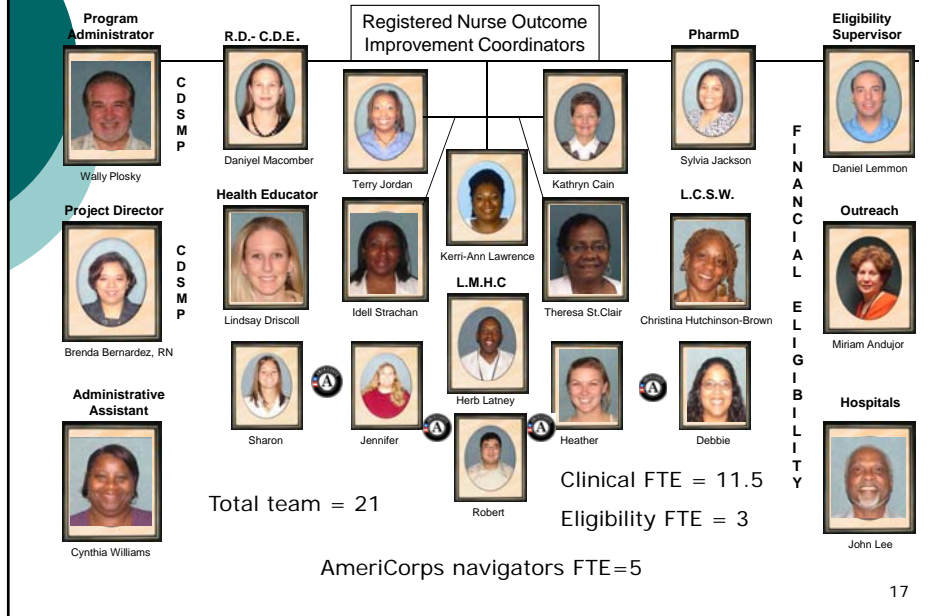 Registered Nurse Outcome
Improvement Coordinators
Program
Administrator
R.D.- C.D.E.
PharmD
Eligibility
Supervisor
C
D
S
M
P
Wally Plosky
Daniyel Macomber
Terry Jordan
Kathryn Cain
Sylvia Jackson
Daniel Lemmon
Project Director
C
D
S
M
P
Health Educator
Kerri-Ann Lawrence
L.C.S.W.
F
I
N
A
N
C
I
A
L
E
L
I
G
I
B
I
L
I
T
Y
Outreach
Brenda Bernardez, RN
Lindsay Driscoll
Idell Strachan
L.M.H.C
Theresa St.Clair
Christina Hutchinson-Brown
Miriam Andujor
Administrative
Assistant
Sharon
A
Jennifer
A
Herb Latney
A
Heather
A
Debbie
Hospitals
Cynthia Williams
Total team = 21
Robert
Clinical FTE = 11.5
Eligibility FTE = 3
John Lee
AmeriCorps navigators FTE=5
17